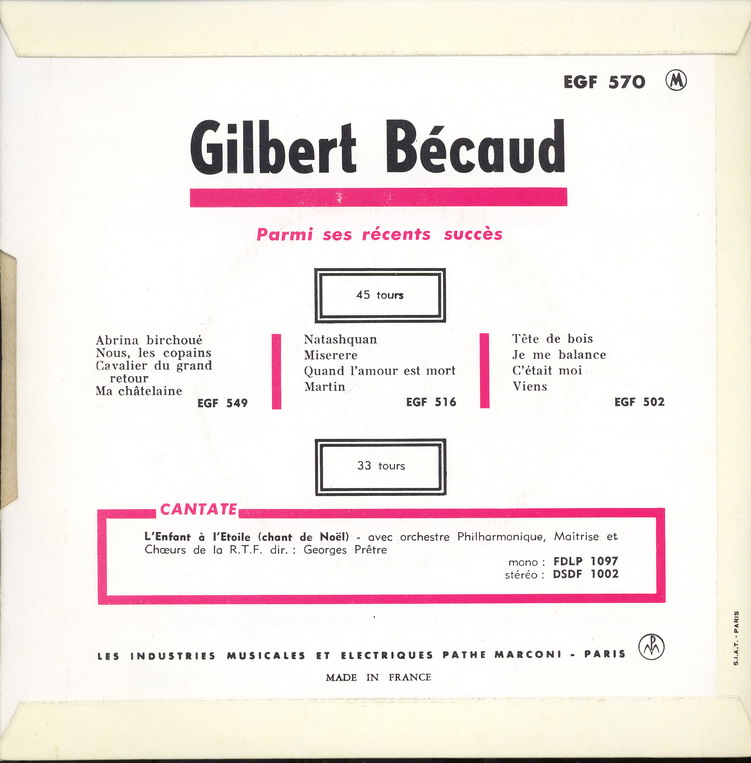 EGF 570 M
Gilbert Bécaud
Parmi ses récents succès
45 tours
Abrina birchoué
Nous, les copains
Cavalier du grand
retour
Ma châtelaine
EGF 549
Natashquan
Miserere
Quand l'amour est mort
Martin
EGF 516
Tête de bois
Je me balance
C'était moi
Viens
EGF 502
33 tours
CANTATE
L'Enfant à l'Etoile (chant de Noël) - avec orchestre Philharmonique, Maîtrise et
Chœurs de la R.T.F. dir. : Georges Prêtre
mono : FDLP 1097
stéréo : DSDF 1002
LES INDUSTRIES MUSICALES ET ELECTRIQUES PATHE MARCONI - PARIS
MADE IN FRANCE
S.I.A.T. - PARIS